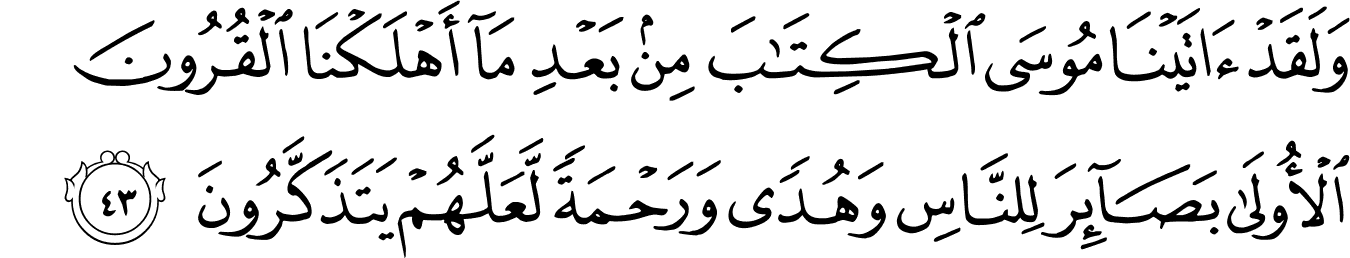 وَلَقَدْ ءَاتَيْنَا مُوسَى ٱلْكِتَـٰبَ مِنۢ بَعْدِ مَآ أَهْلَكْنَا ٱلْقُرُونَ
ٱلْأُولَىٰ بَصَآئِرَ لِلنَّاسِ وَهُدًى وَرَحْمَةً لَّعَلَّهُمْ يَتَذَكَّرُونَ ٤٣